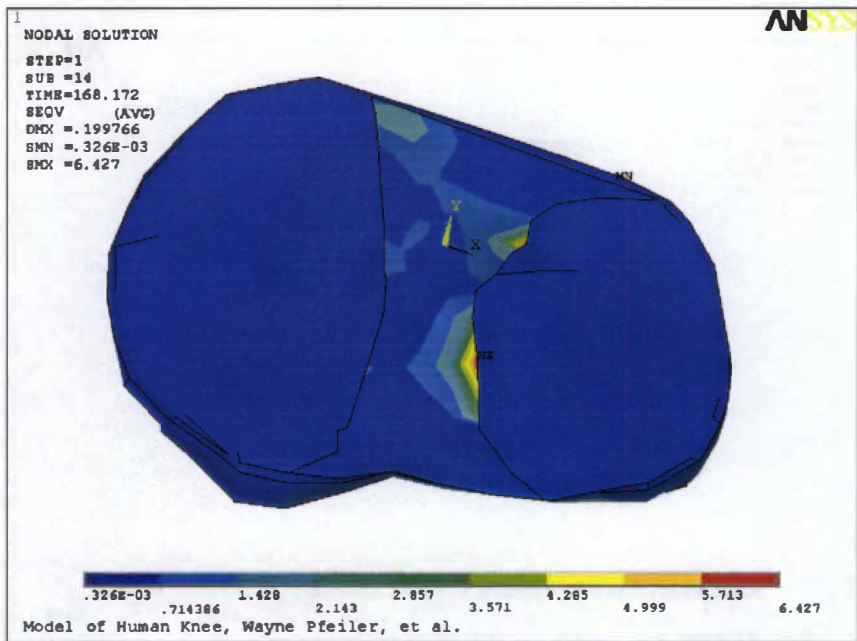 1
ANSYS
NODAL SOLUTION
STEP=1
SUB =14
TIME=168.172
SEQV (AVG)
DMX =.199766
SMN =.326E-03
SMX =6.427
MN
Y
X
MX
.326E-03 1.428 2.857 4.285 5.713
.714386 2.143 3.571 4.999 6.427
Model of Human Knee, Wayne Pfeiler, et al.